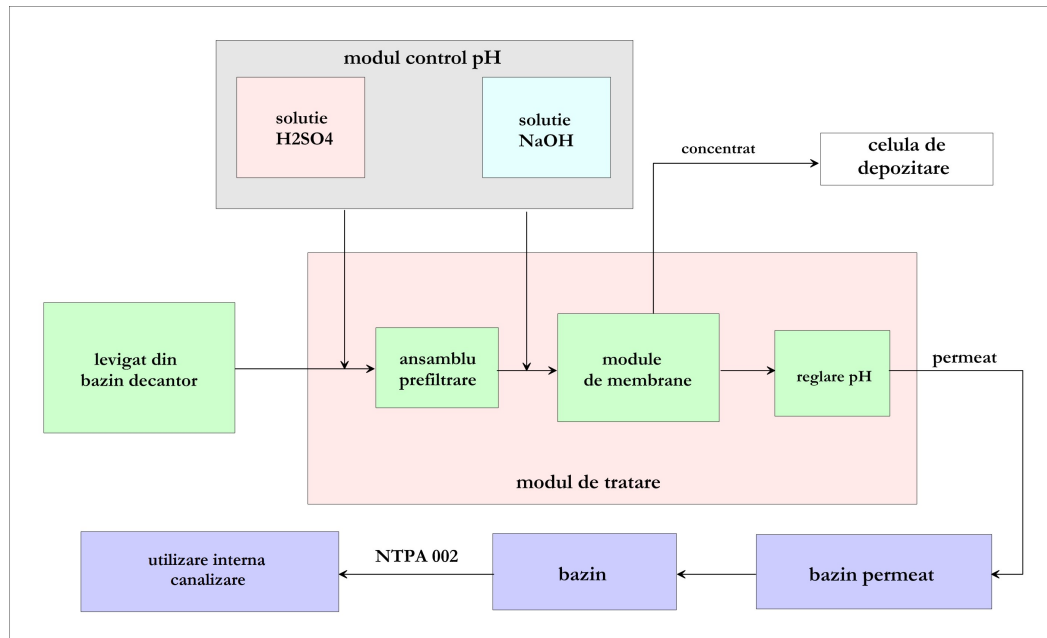 modul control pH
solutie
H2SO4
solutie
NaOH
concentrat
celula de
depozitare
levigat din
bazin decantor
ansamblu
prefiltrare
module
de membrane
reglare pH
permeat
modul de tratare
utilizare interna
canalizare
NTPA 002
bazin
bazin permeat